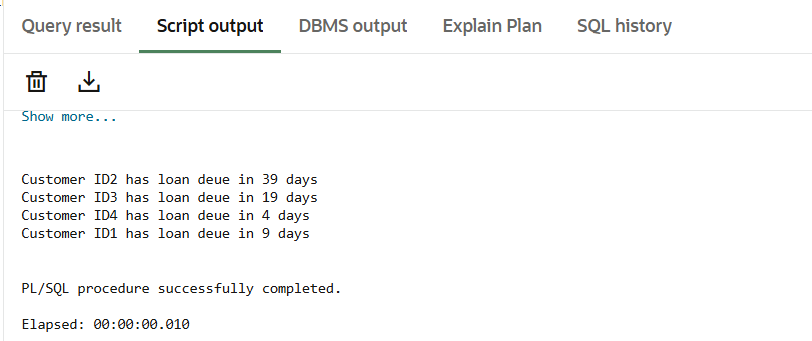 Query result Script output DBMS output Explain Plan SQL history
Show more...
Customer ID2 has loan deue in 39 days
Customer ID3 has loan deue in 19 days
Customer ID4 has loan deue in 4 days
Customer ID1 has loan deue in 9 days
PL/SQL procedure successfully completed.
Elapsed: 00:00:00.010